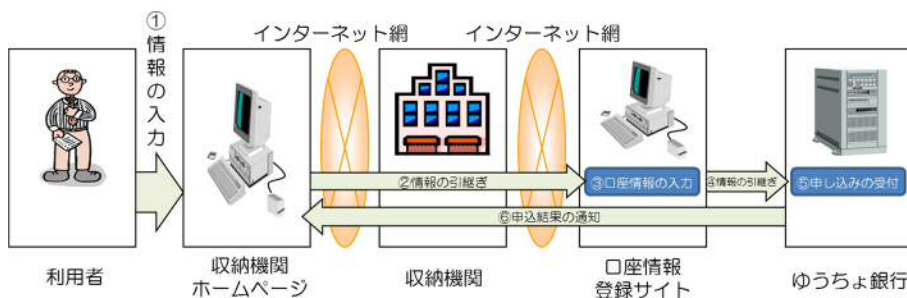 ①情報の入力
インターネット網
インターネット網
②情報の引継ぎ
③口座情報の入力
④情報の引継ぎ
⑤申し込みの受付
⑥申込結果の通知
利用者
収納機関
ホームページ
収納機関
口座情報
登録サイト
ゆうちょ銀行